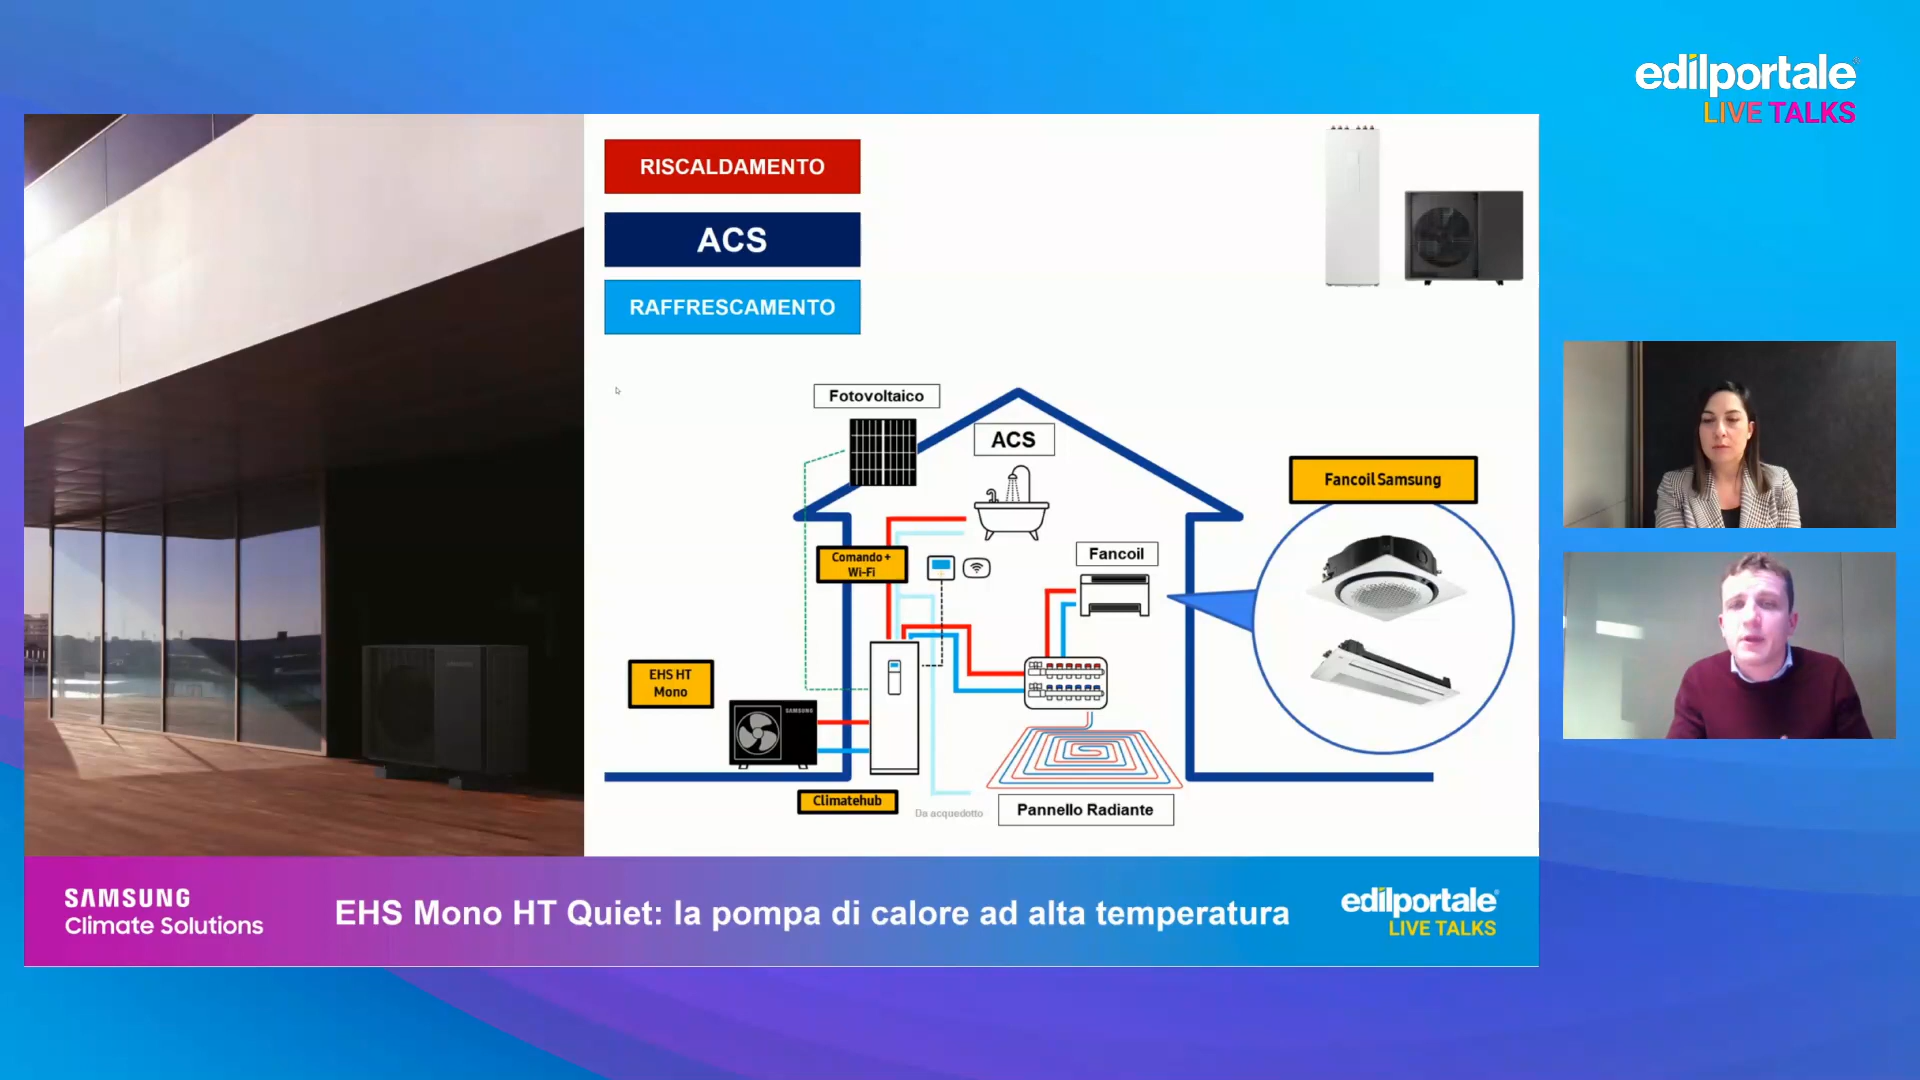 edilportale
LIVE TALKS
RISCALDAMENTO
ACS
RAFFRESCAMENTO
Fotovoltaico
ACS
Fancoil Samsung
Comando +
Wi-Fi
Fancoil
EHS HT
Mono
SAMSUNG
Climatehub
Da acquedotto
Pannello Radiante
SAMSUNG
Climate Solutions
EHS Mono HT Quiet: la pompa di calore ad alta temperatura
edilportale
LIVE TALKS